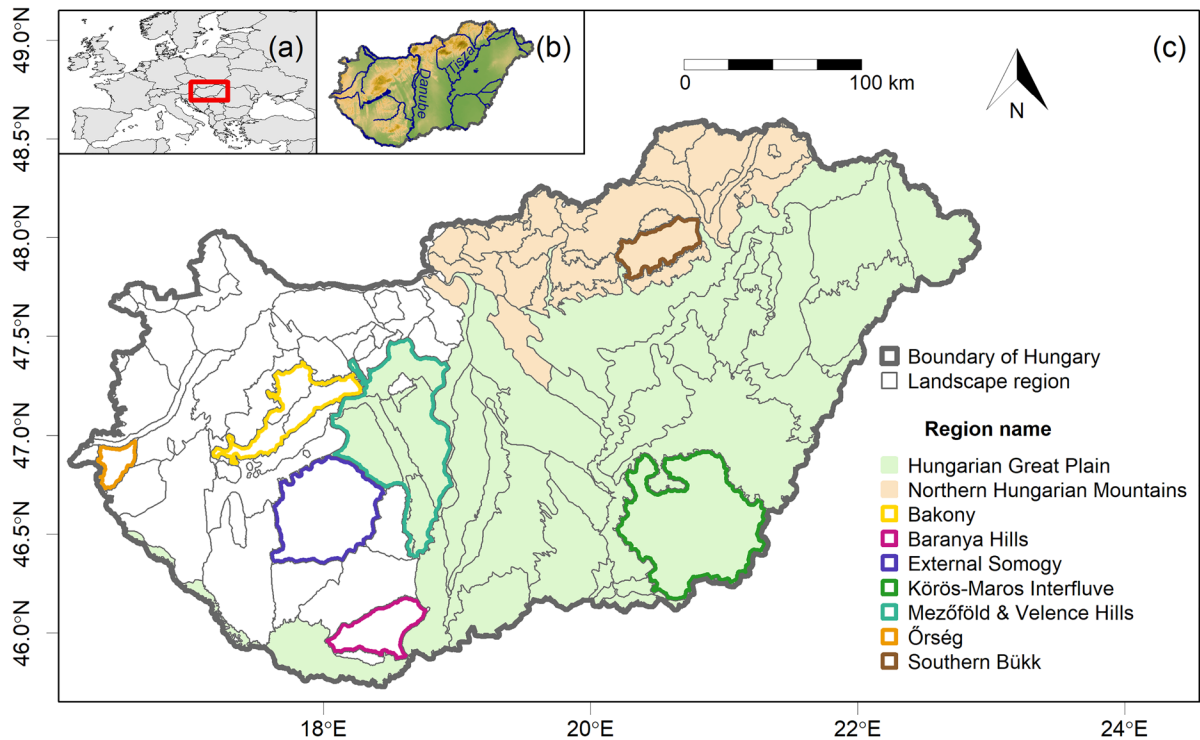 (a)
(b)
(c)
Danube
Tisza
0
100 km
N
49.0°N
48.5°N
48.0°N
47.5°N
47.0°N
46.5°N
46.0°N
18°E
20°E
22°E
24°E
Boundary of Hungary
Landscape region
Region name
Hungarian Great Plain
Northern Hungarian Mountains
Bakony
Baranya Hills
External Somogy
Körös-Maros Interfluve
Mezőföld & Velence Hills
Őrség
Southern Bükk